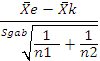 X̄e − X̄k
Sgab √ 1/n1 + 1/n2